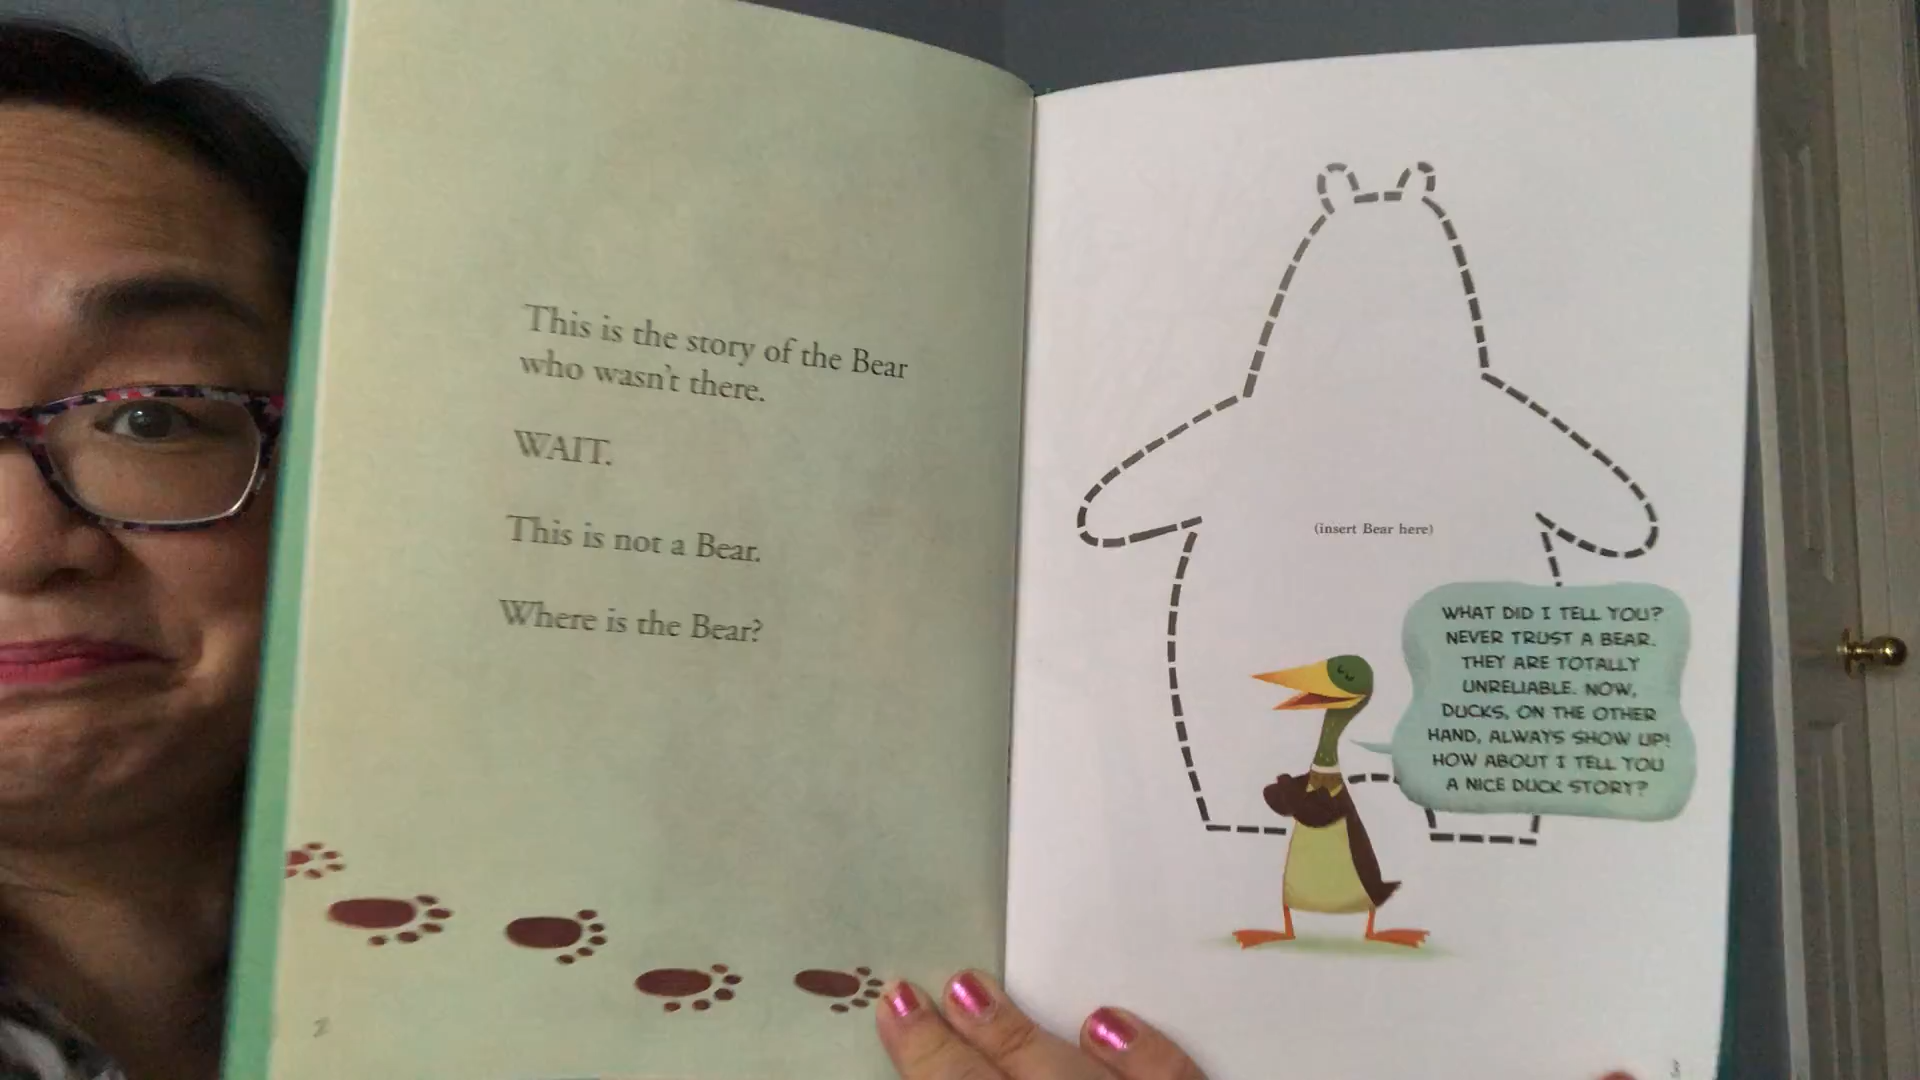 This is the story of the Bear
who wasn't there.
WAIT.
This is not a Bear.
Where is the Bear?
2
(insert Bear here)
WHAT DID I TELL YOU?
NEVER TRUST A BEAR.
THEY ARE TOTALLY
UNRELIABLE. NOW,
DUCKS, ON THE OTHER
HAND, ALWAYS SHOW UP!
HOW ABOUT I TELL YOU
A NICE DUCK STORY?
3